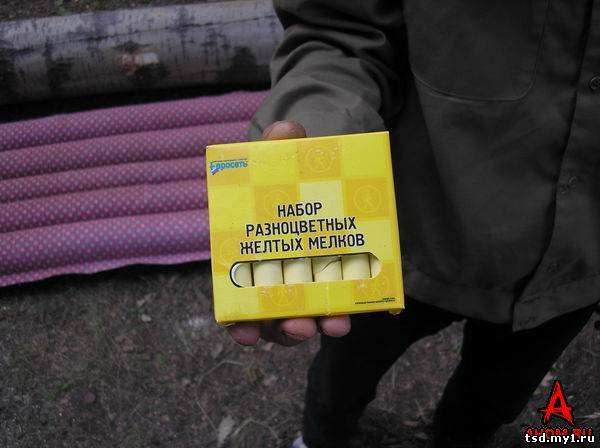 Евросеть
НАБОР
РАЗНОЦВЕТНЫХ
ЖЕЛТЫХ МЕЛКОВ
tsd.my1.ru